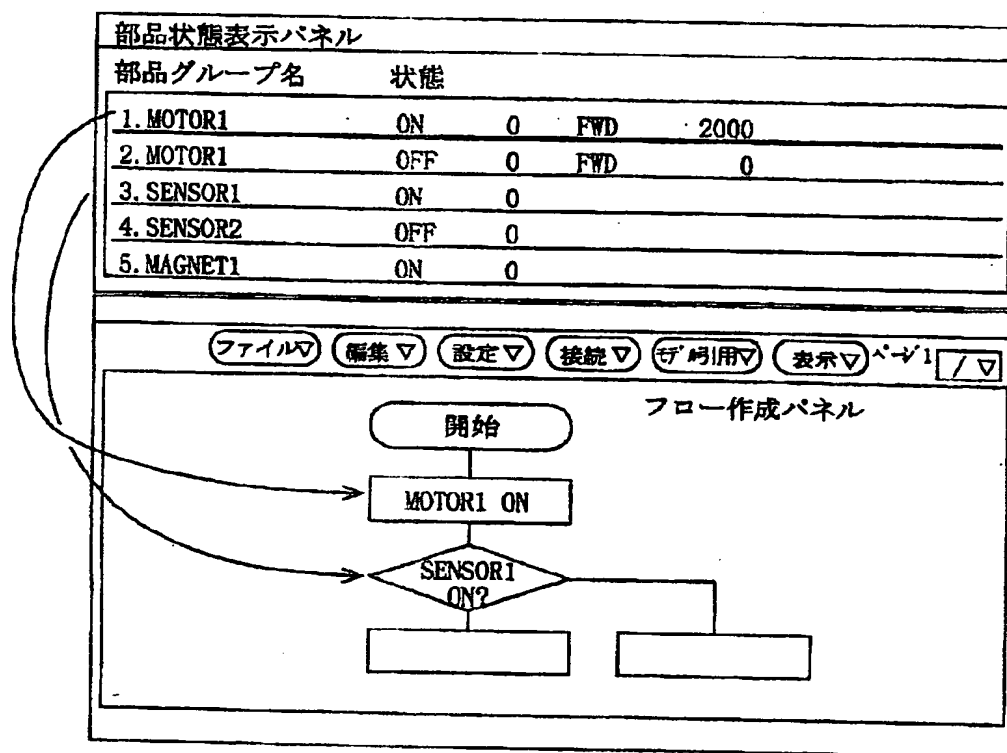 部品状態表示パネル
部品グループ名 状態
1. MOTOR1 ON 0 FWD 2000
2. MOTOR1 OFF 0 FWD 0
3. SENSOR1 ON 0
4. SENSOR2 OFF 0
5. MAGNET1 ON 0
ファイル▽ 編集▽ 設定▽ 接続▽ ﾓﾃﾞﾙ引用▽ 表示▽ ﾍﾟｰｼﾞ1 / ▽
フロー作成パネル
開始
MOTOR1 ON
SENSOR1
ON?